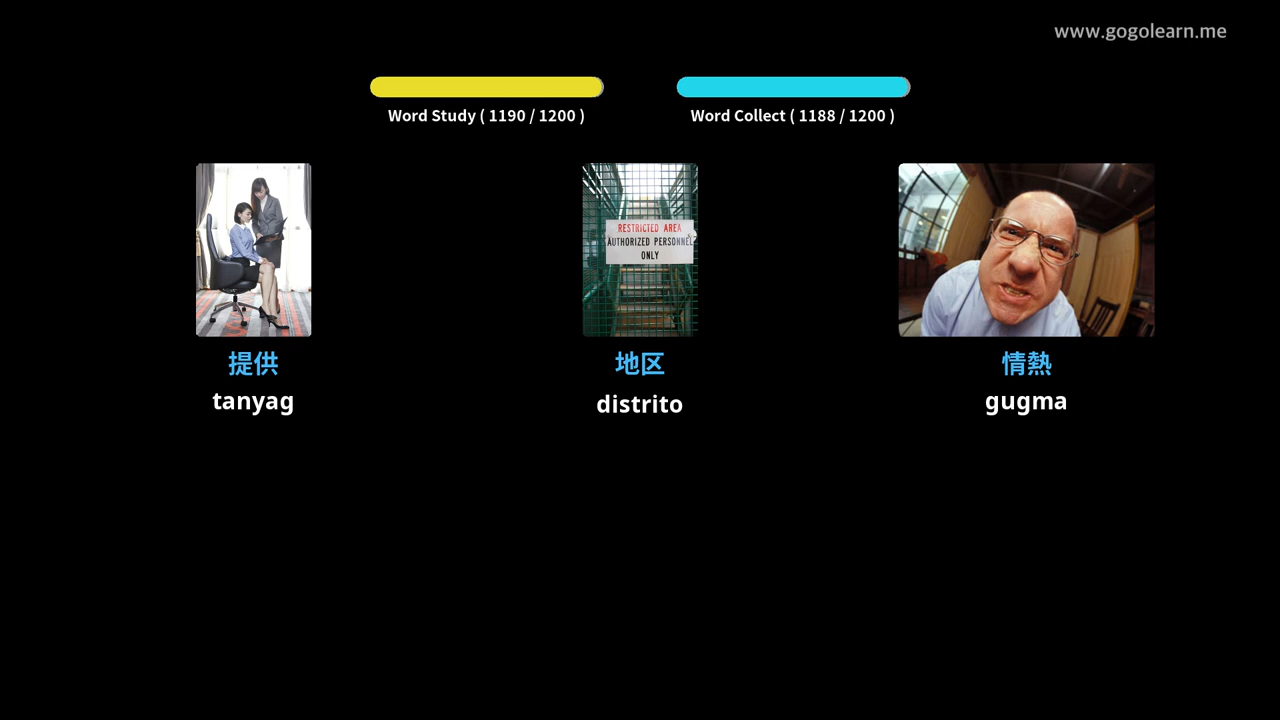 www.gogolearn.me
Word Study ( 1190 / 1200 )
Word Collect ( 1188 / 1200 )
RESTRICTED AREA
AUTHORIZED PERSONNEL
ONLY
提供
地区
情熱
tanyag
distrito
gugma